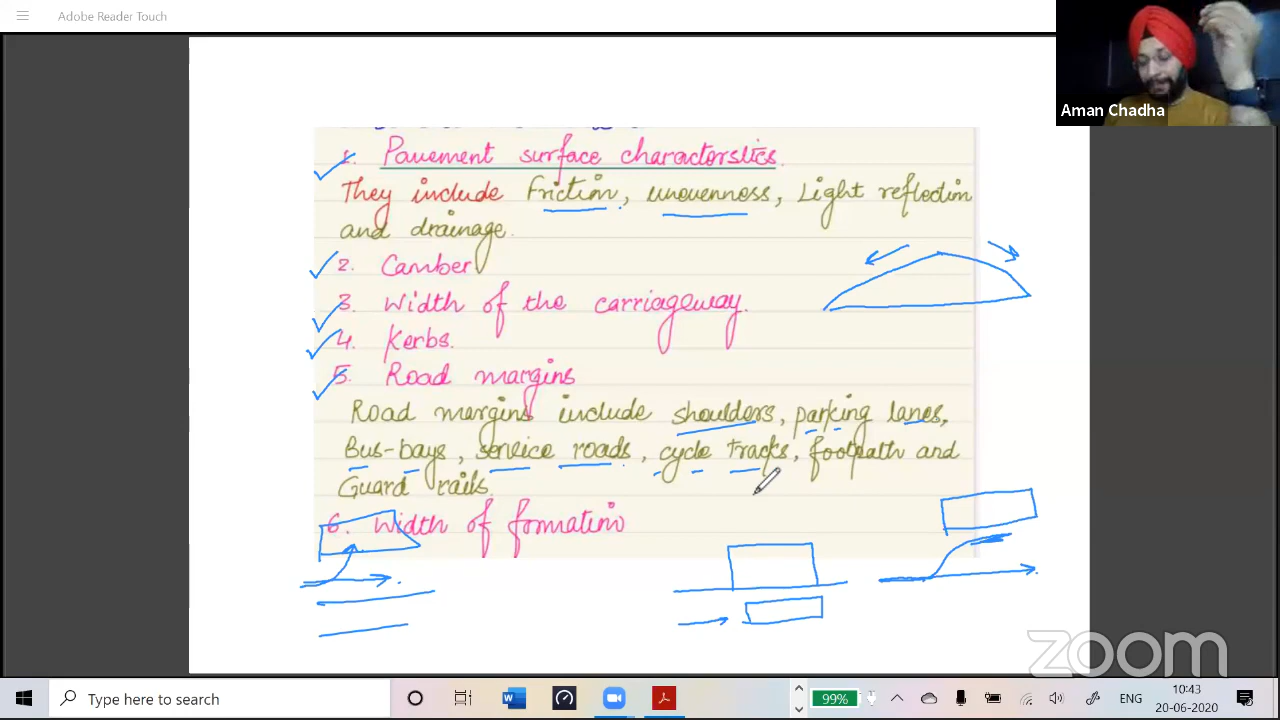 Adobe Reader Touch
Aman Chadha
1. Pavement surface charactorstics.
They include Friction, unevenness, Light reflection
and drainage.
2. Camber
3. Width of the carriageway.
4. Kerbs.
5. Road margins
Road margins include shoulders, parking lanes,
Bus-bays, service roads, cycle tracks, footpath and
Guard rails.
6. Width of formation
zoom
Type here to search
99%
ENG
10:43
20-06-2020